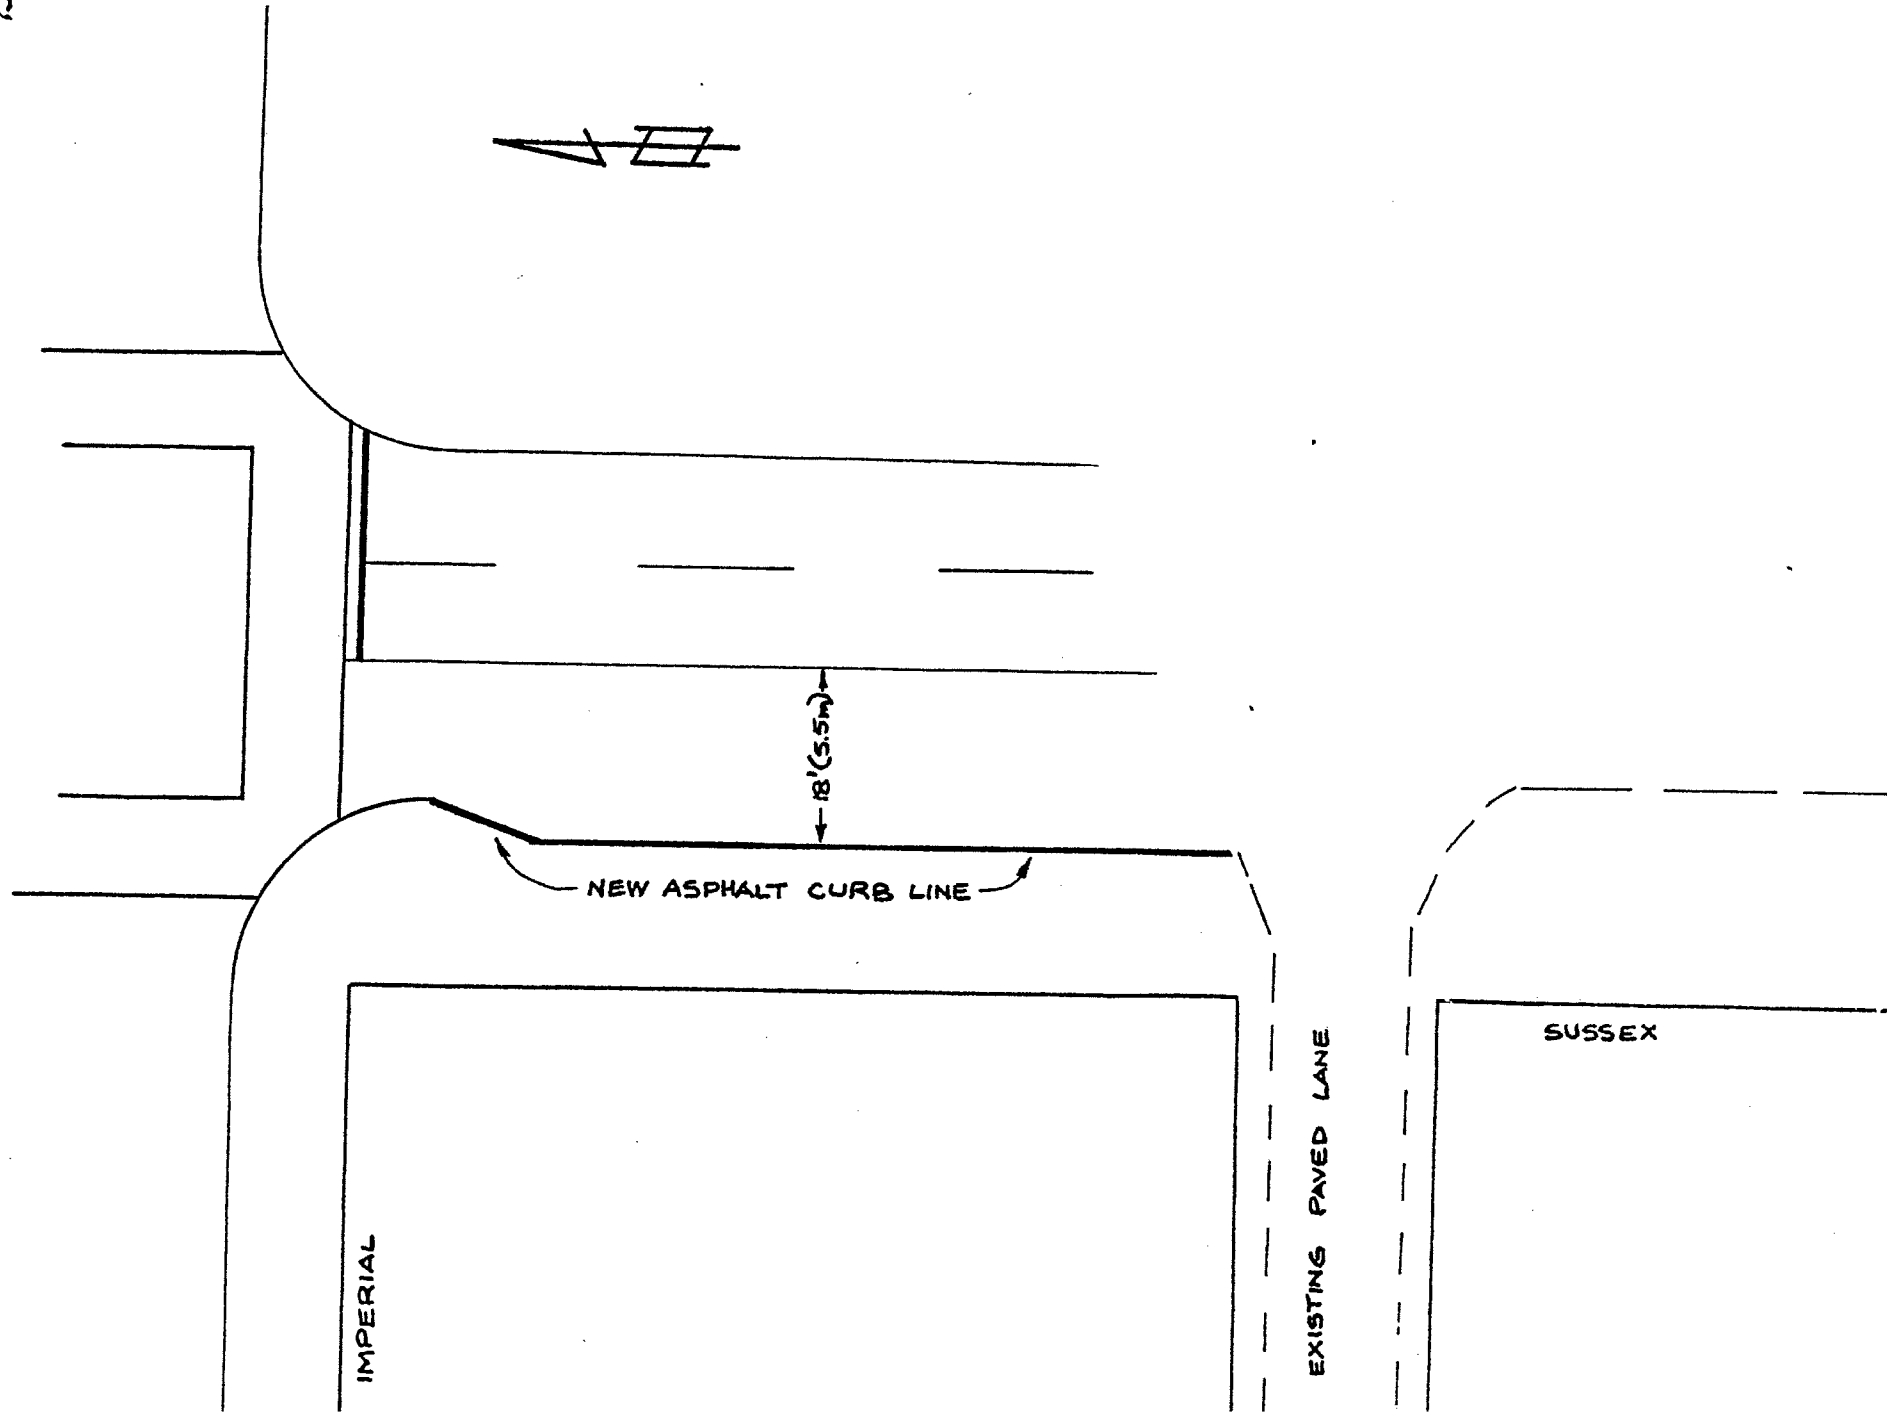 18'(5.5m)
NEW ASPHALT CURB LINE
SUSSEX
EXISTING PAVED LANE
IMPERIAL